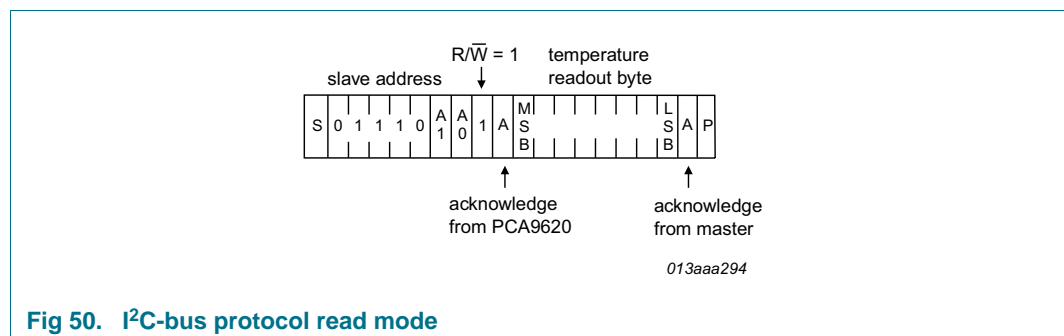 R/W̅ = 1
temperature
readout byte
slave address
S 0 1 1 1 0 A1 A0 1 A MSB LSB A P
acknowledge
from PCA9620
acknowledge
from master
013aaa294
Fig 50. I²C-bus protocol read mode